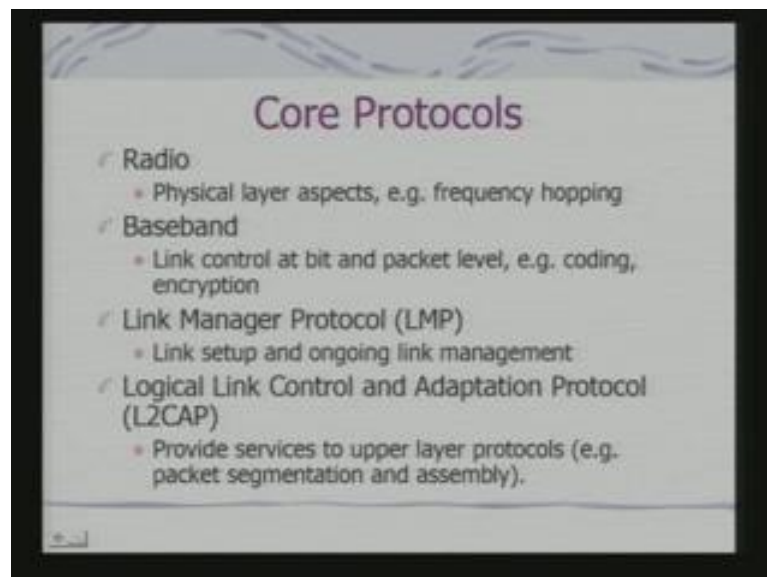 Core Protocols
Radio
Physical layer aspects, e.g. frequency hopping
Baseband
Link control at bit and packet level, e.g. coding,
encryption
Link Manager Protocol (LMP)
Link setup and ongoing link management
Logical Link Control and Adaptation Protocol
(L2CAP)
Provide services to upper layer protocols (e.g.
packet segmentation and assembly).